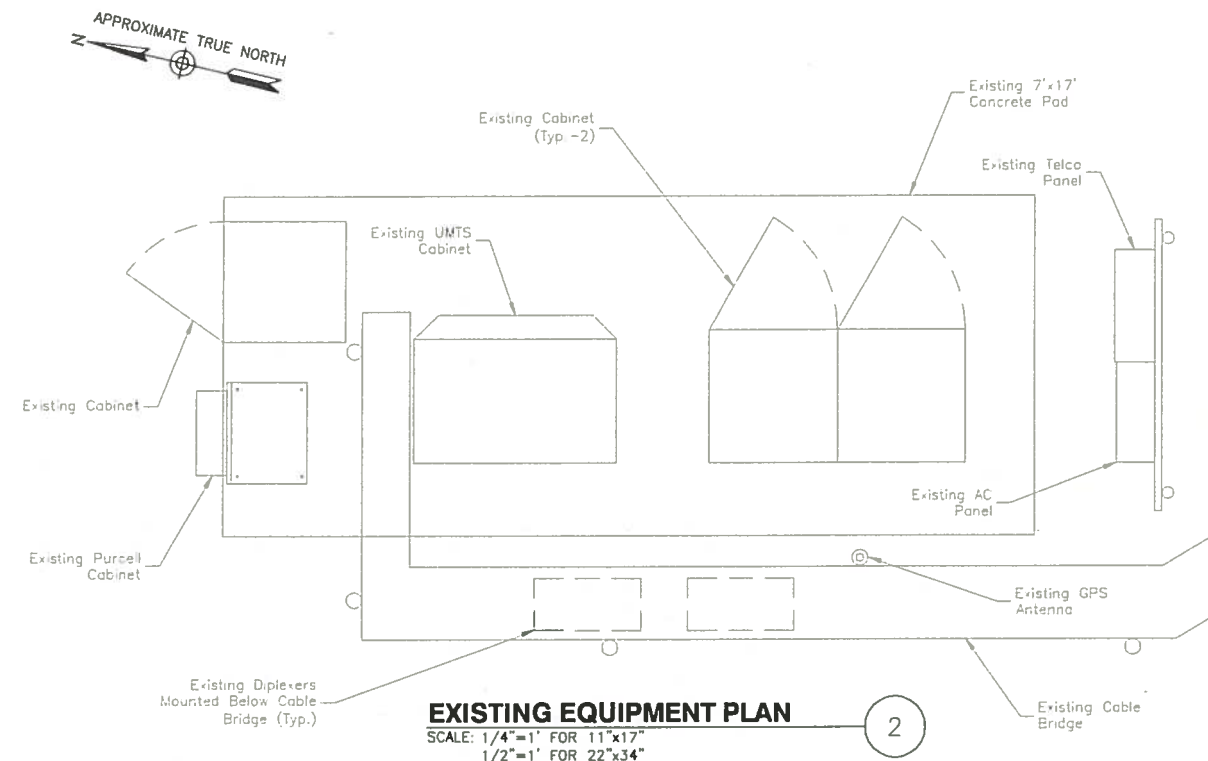 APPROXIMATE TRUE NORTH
N
Existing 7'x17'
Concrete Pad
Existing Cabinet
(Typ.-2)
Existing Telco
Panel
Existing UMTS
Cabinet
Existing Cabinet
Existing AC
Panel
Existing Purcell
Cabinet
Existing GPS
Antenna
Existing Diplexers
Mounted Below Cable
Bridge (Typ.)
Existing Cable
Bridge
EXISTING EQUIPMENT PLAN
2
SCALE: 1/4"=1' FOR 11"x17"
1/2"=1' FOR 22"x34"